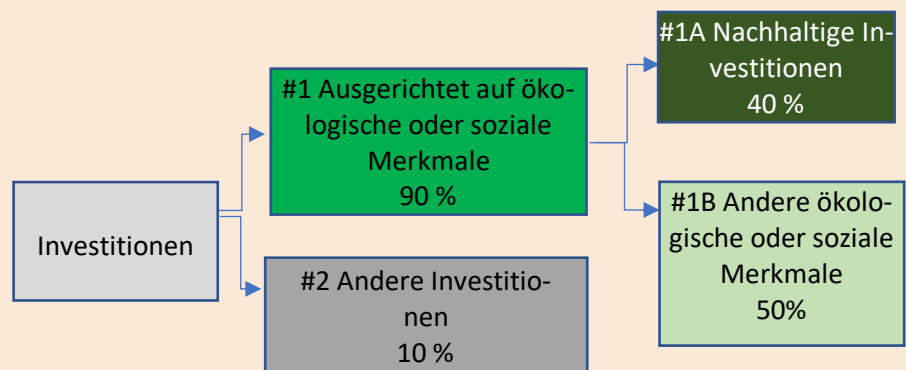 Investitionen
#1 Ausgerichtet auf öko-
logische oder soziale
Merkmale
90 %
#2 Andere Investitio-
nen
10 %
#1A Nachhaltige In-
vestitionen
40 %
#1B Andere ökolo-
gische oder soziale
Merkmale
50%